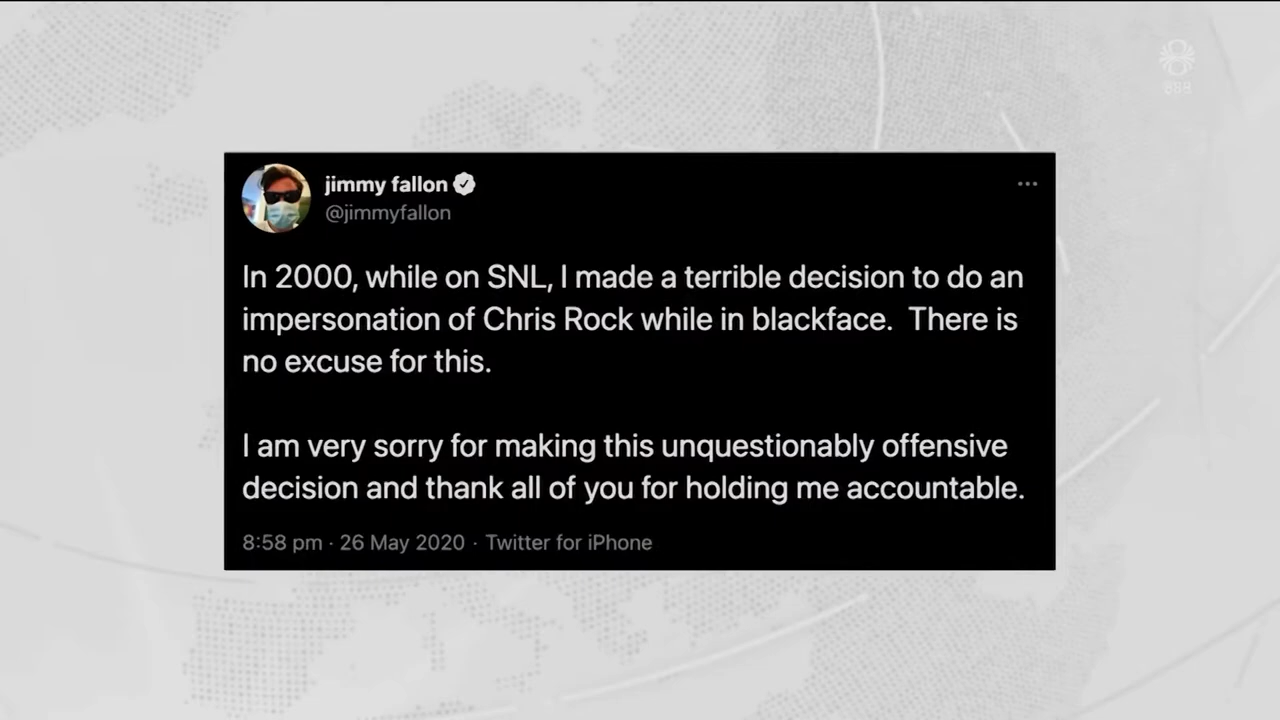 jimmy fallon
@jimmyfallon
In 2000, while on SNL, I made a terrible decision to do an
impersonation of Chris Rock while in blackface.  There is
no excuse for this.
I am very sorry for making this unquestionably offensive
decision and thank all of you for holding me accountable.
8:58 pm · 26 May 2020 · Twitter for iPhone